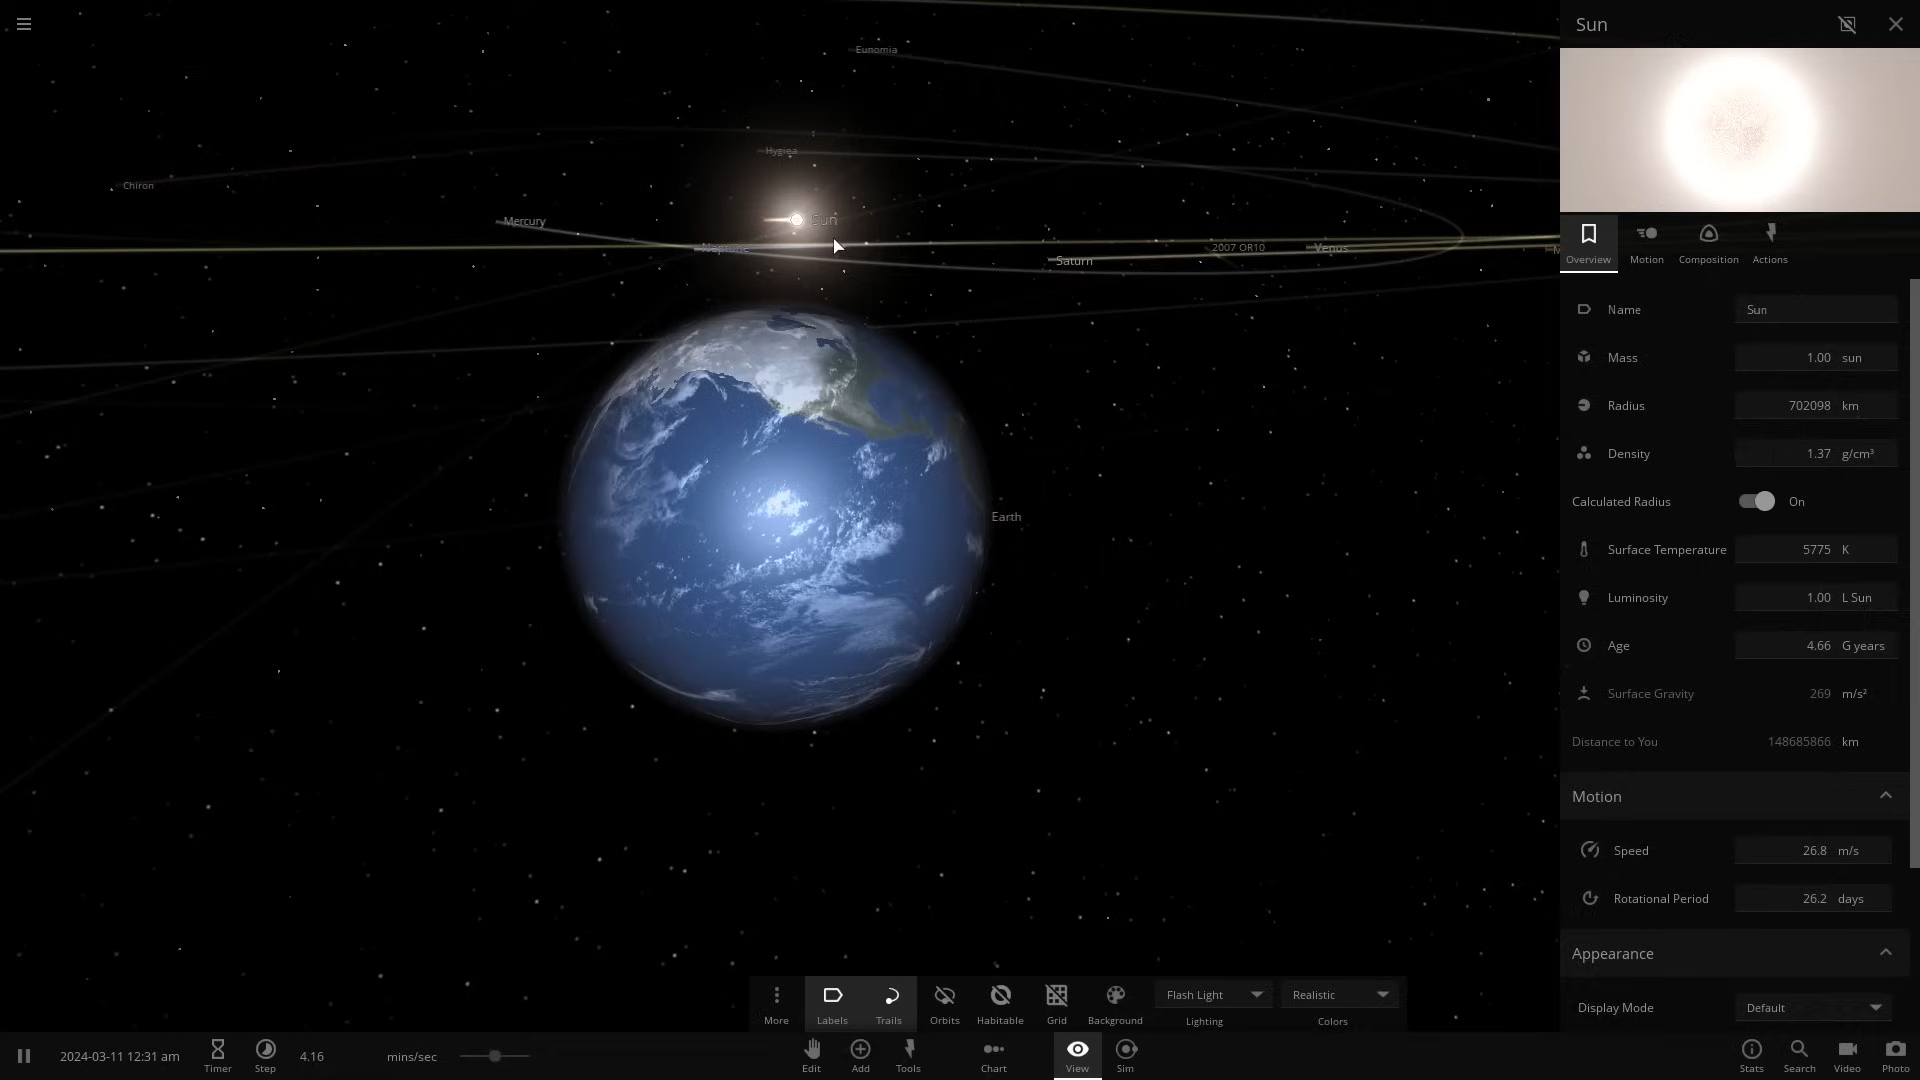 Sun
Eunomia
Hygiea
Chiron
Sun
Mercury
Neptune
2007 OR10
Venus
Saturn
Earth
Overview
Motion
Composition
Actions
Name Sun
Mass 1.00 sun
Radius 702098 km
Density 1.37 g/cm³
Calculated Radius On
Surface Temperature 5775 K
Luminosity 1.00 L Sun
Age 4.66 G years
Surface Gravity 269 m/s²
Distance to You 148685866 km
Motion
Speed 26.8 m/s
Rotational Period 26.2 days
Appearance
Display Mode Default
Flash Light
Realistic
More
Labels
Trails
Orbits
Habitable
Grid
Background
Lighting
Colors
2024-03-11 12:31 am
Timer
Step
4.16 mins/sec
Edit
Add
Tools
Chart
View
Sim
Stats
Search
Video
Photo